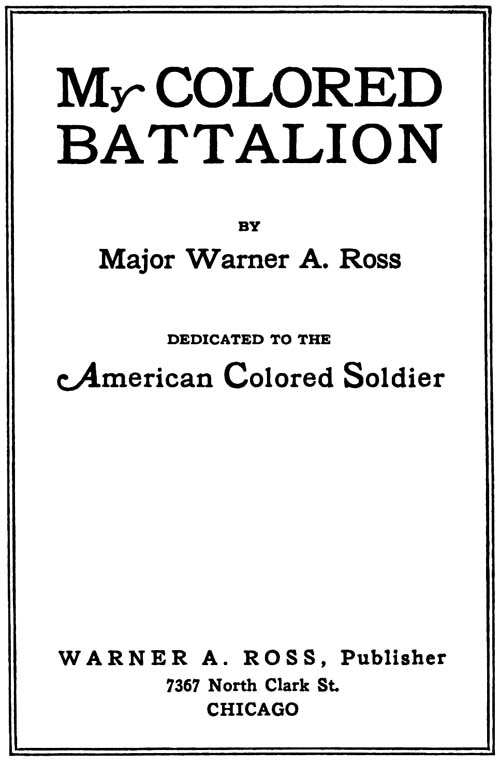 My COLORED
BATTALION
BY
Major Warner A. Ross
DEDICATED TO THE
American Colored Soldier
WARNER A. ROSS, Publisher
7367 North Clark St.
CHICAGO